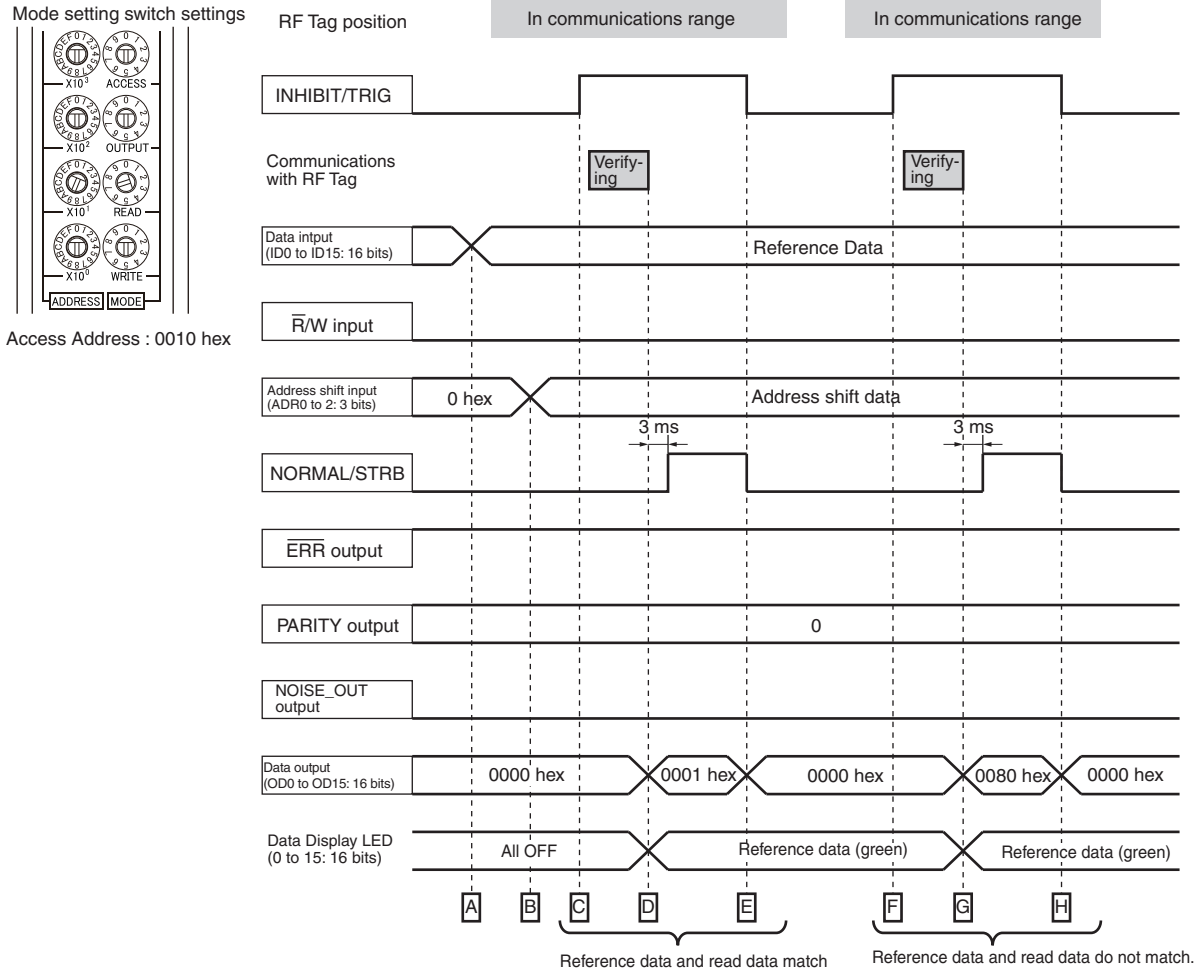 Mode setting switch settings
X10³ ACCESS
X10² OUTPUT
X10¹ READ
X10⁰ WRITE
ADDRESS MODE
Access Address : 0010 hex
RF Tag position
In communications range
In communications range
INHIBIT/TRIG
Communications
with RF Tag
Verify-
ing
Verify-
ing
Data intput
(ID0 to ID15: 16 bits)
Reference Data
R̅/W input
Address shift input
(ADR0 to 2: 3 bits)
0 hex
Address shift data
3 ms
3 ms
NORMAL/STRB
E̅R̅R̅ output
PARITY output
0
NOISE_OUT
output
Data output
(OD0 to OD15: 16 bits)
0000 hex
0001 hex
0000 hex
0080 hex
0000 hex
Data Display LED
(0 to 15: 16 bits)
All OFF
Reference data (green)
Reference data (green)
A B C D E F G H
Reference data and read data match
Reference data and read data do not match.